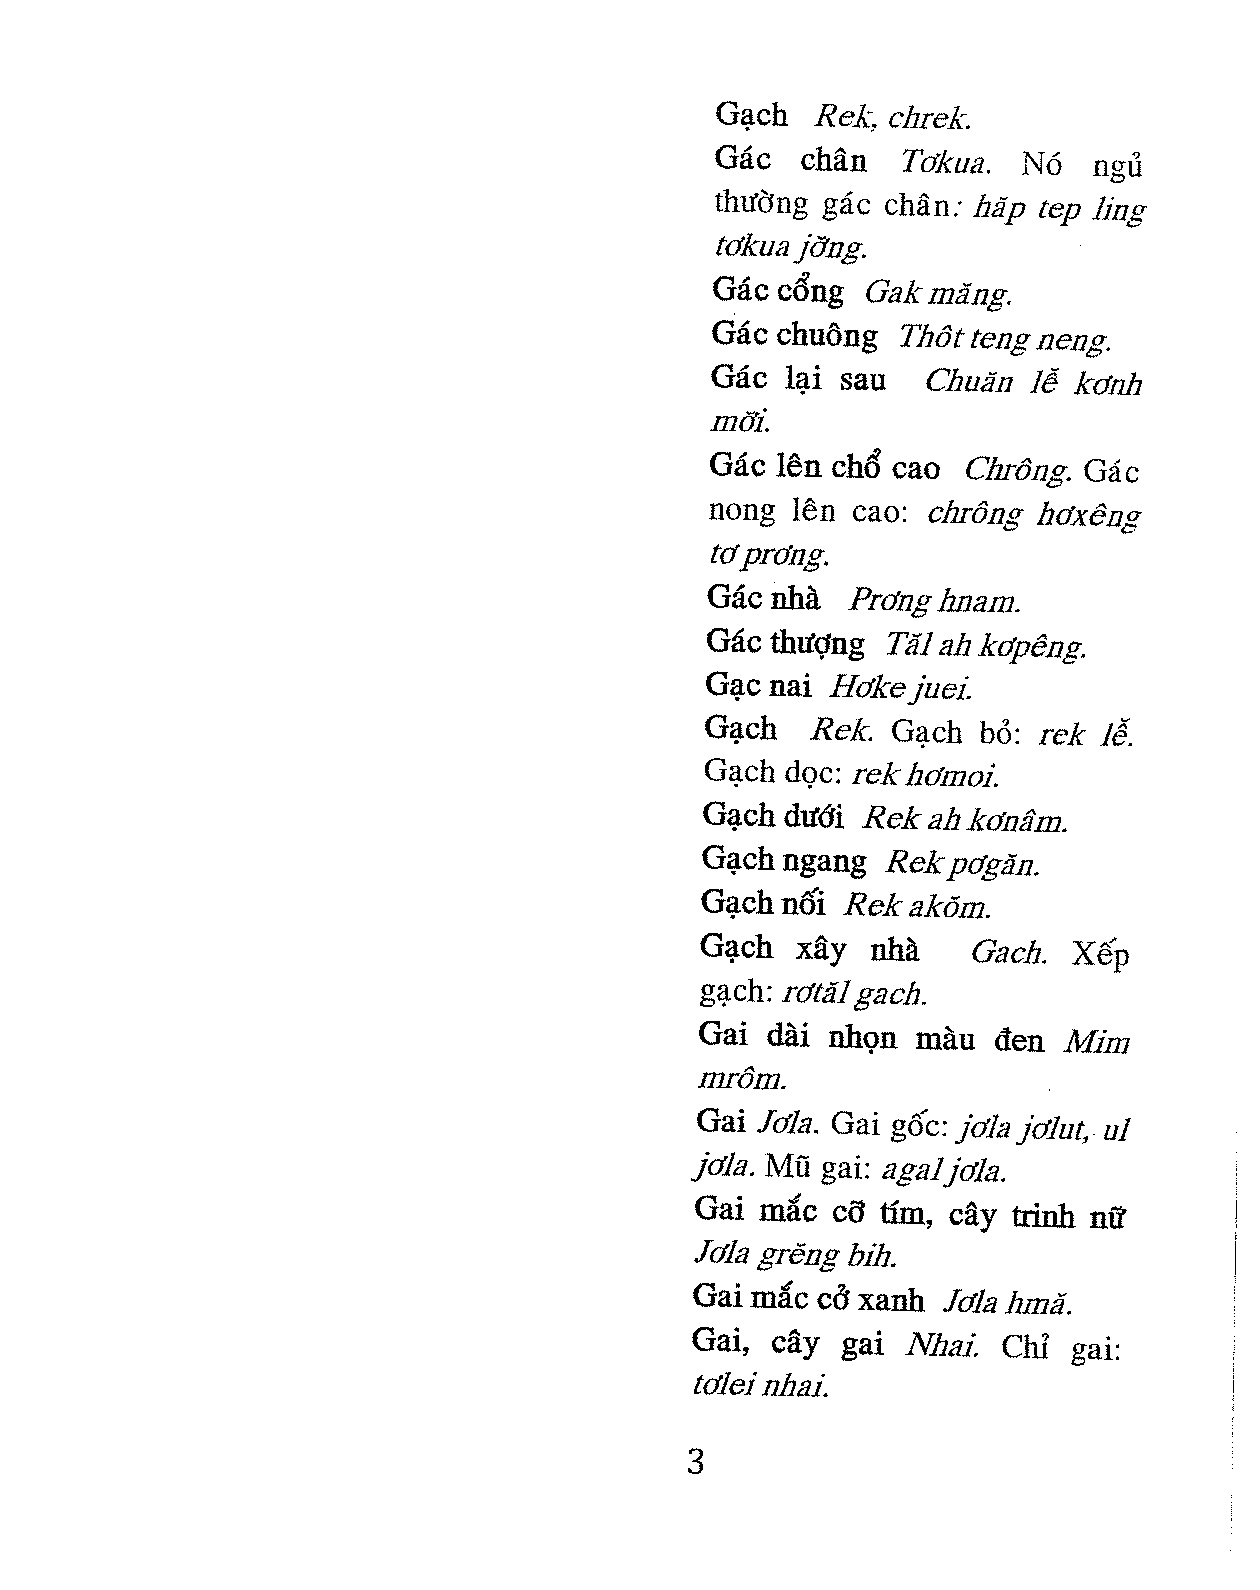 Gạch Rek, chrek.
Gác chân Tơkua. Nó ngủ
thường gác chân: hăp tep ling
tơkua jơ̆ng.
Gác cổng Gak măng.
Gác chuông Thôt teng neng.
Gác lại sau Chuăn lê̆ kơnh
mơ̆i.
Gác lên chổ cao Chrông. Gác
nong lên cao: chrông hơxêng
tơ prơng.
Gác nhà Prơng hnam.
Gác thượng Tăl ah kơpêng.
Gạc nai Hơke juei.
Gạch Rek. Gạch bỏ: rek lê̆.
Gạch dọc: rek hơmoi.
Gạch dưới Rek ah kơnâm.
Gạch ngang Rek pơgăn.
Gạch nối Rek akŏm.
Gạch xây nhà Gach. Xếp
gạch: rơtăl gach.
Gai dài nhọn màu đen Mim
mrôm.
Gai Jơla. Gai gốc: jơla jơlut, ul
jơla. Mũ gai: agal jơla.
Gai mắc cỡ tím, cây trinh nữ
Jơla grĕng bih.
Gai mắc cở xanh Jơla hmă.
Gai, cây gai Nhai. Chỉ gai:
tơlei nhai.
3